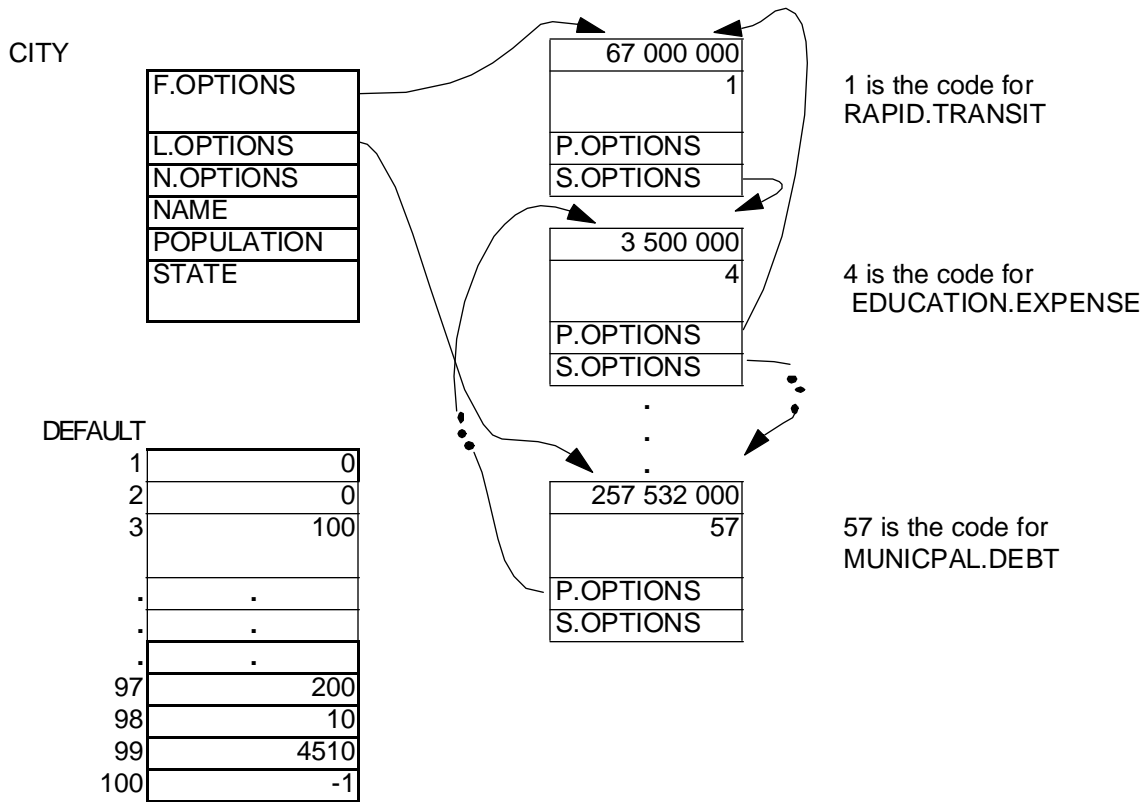 CITY
F.OPTIONS
L.OPTIONS
N.OPTIONS
NAME
POPULATION
STATE
67 000 000
1
P.OPTIONS
S.OPTIONS
1 is the code for
RAPID.TRANSIT
3 500 000
4
P.OPTIONS
S.OPTIONS
4 is the code for
EDUCATION.EXPENSE
.
.
.
257 532 000
57
P.OPTIONS
S.OPTIONS
57 is the code for
MUNICPAL.DEBT
DEFAULT
1 0
2 0
3 100
. .
. .
. .
97 200
98 10
99 4510
100 -1